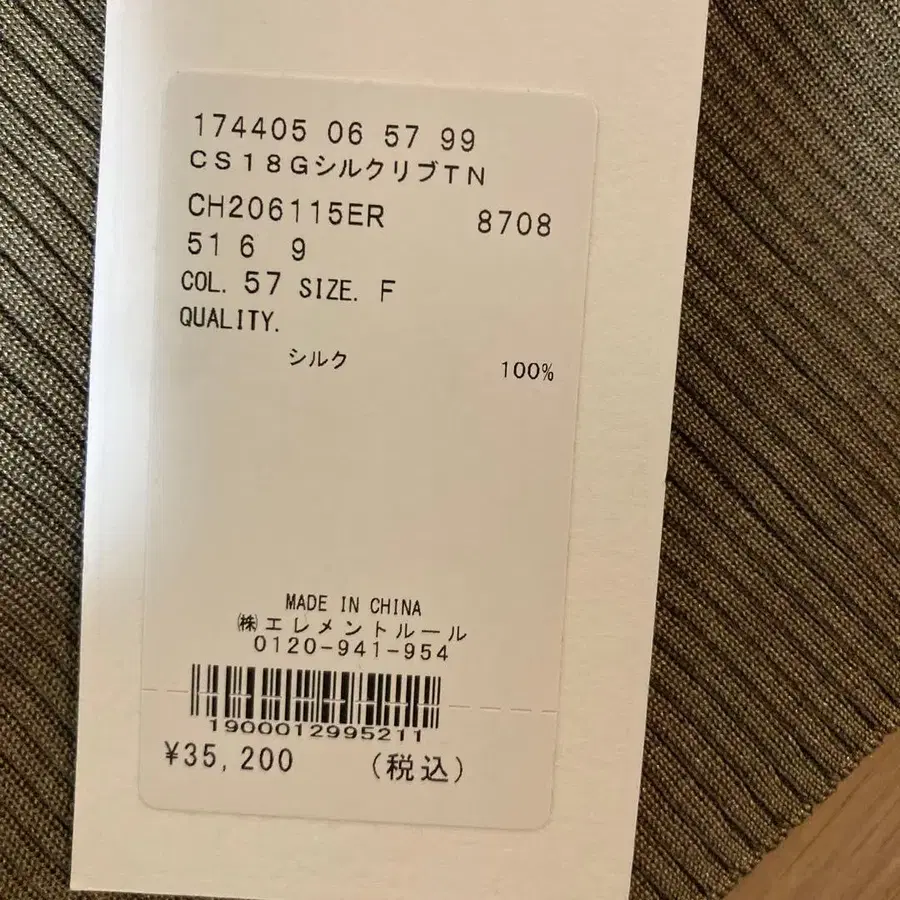 174405 06 57 99
CS18GシルクリブTN
CH206115ER 8708
51 6 9
COL. 57 SIZE. F
QUALITY.
シルク 100%
MADE IN CHINA
㈱エレメントルール
0120-941-954
1900012995211
¥35,200 (税込)